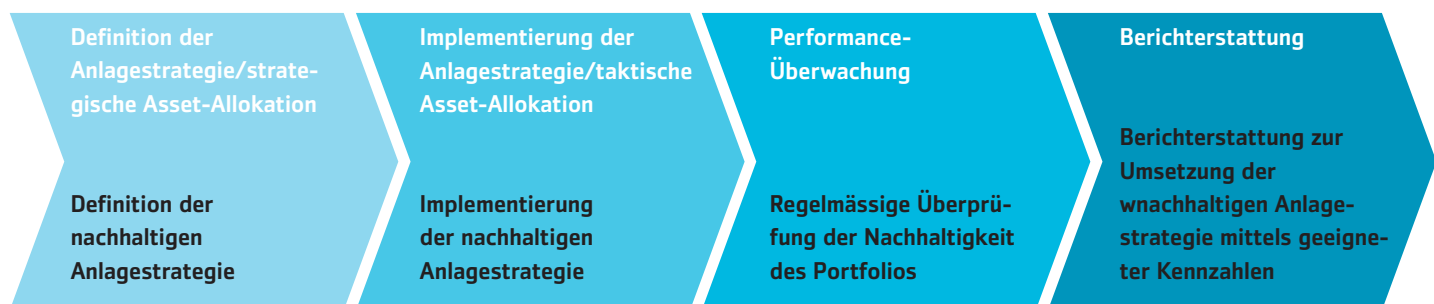 Definition der
Anlagestrategie/strate-
gische Asset-Allokation
Definition der
nachhaltigen
Anlagestrategie
Implementierung der
Anlagestrategie/taktische
Asset-Allokation
Implementierung
der nachhaltigen
Anlagestrategie
Performance-
Überwachung
Regelmässige Überprü-
fung der Nachhaltigkeit
des Portfolios
Berichterstattung
Berichterstattung zur
Umsetzung der
wnachhaltigen Anlage-
strategie mittels geeigne-
ter Kennzahlen